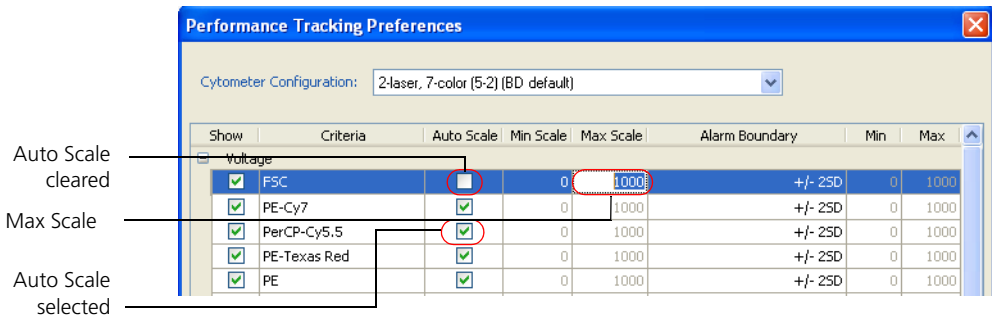 Performance Tracking Preferences
Cytometer Configuration: 2-laser, 7-color (5-2) (BD default)
Show Criteria Auto Scale Min Scale Max Scale Alarm Boundary Min Max
Voltage
FSC 0 1000 +/- 2SD 0 1000
PE-Cy7 0 1000 +/- 2SD 0 1000
PerCP-Cy5.5 0 1000 +/- 2SD 0 1000
PE-Texas Red 0 1000 +/- 2SD 0 1000
PE 0 1000 +/- 2SD 0 1000
Auto Scale
cleared
Max Scale
Auto Scale
selected